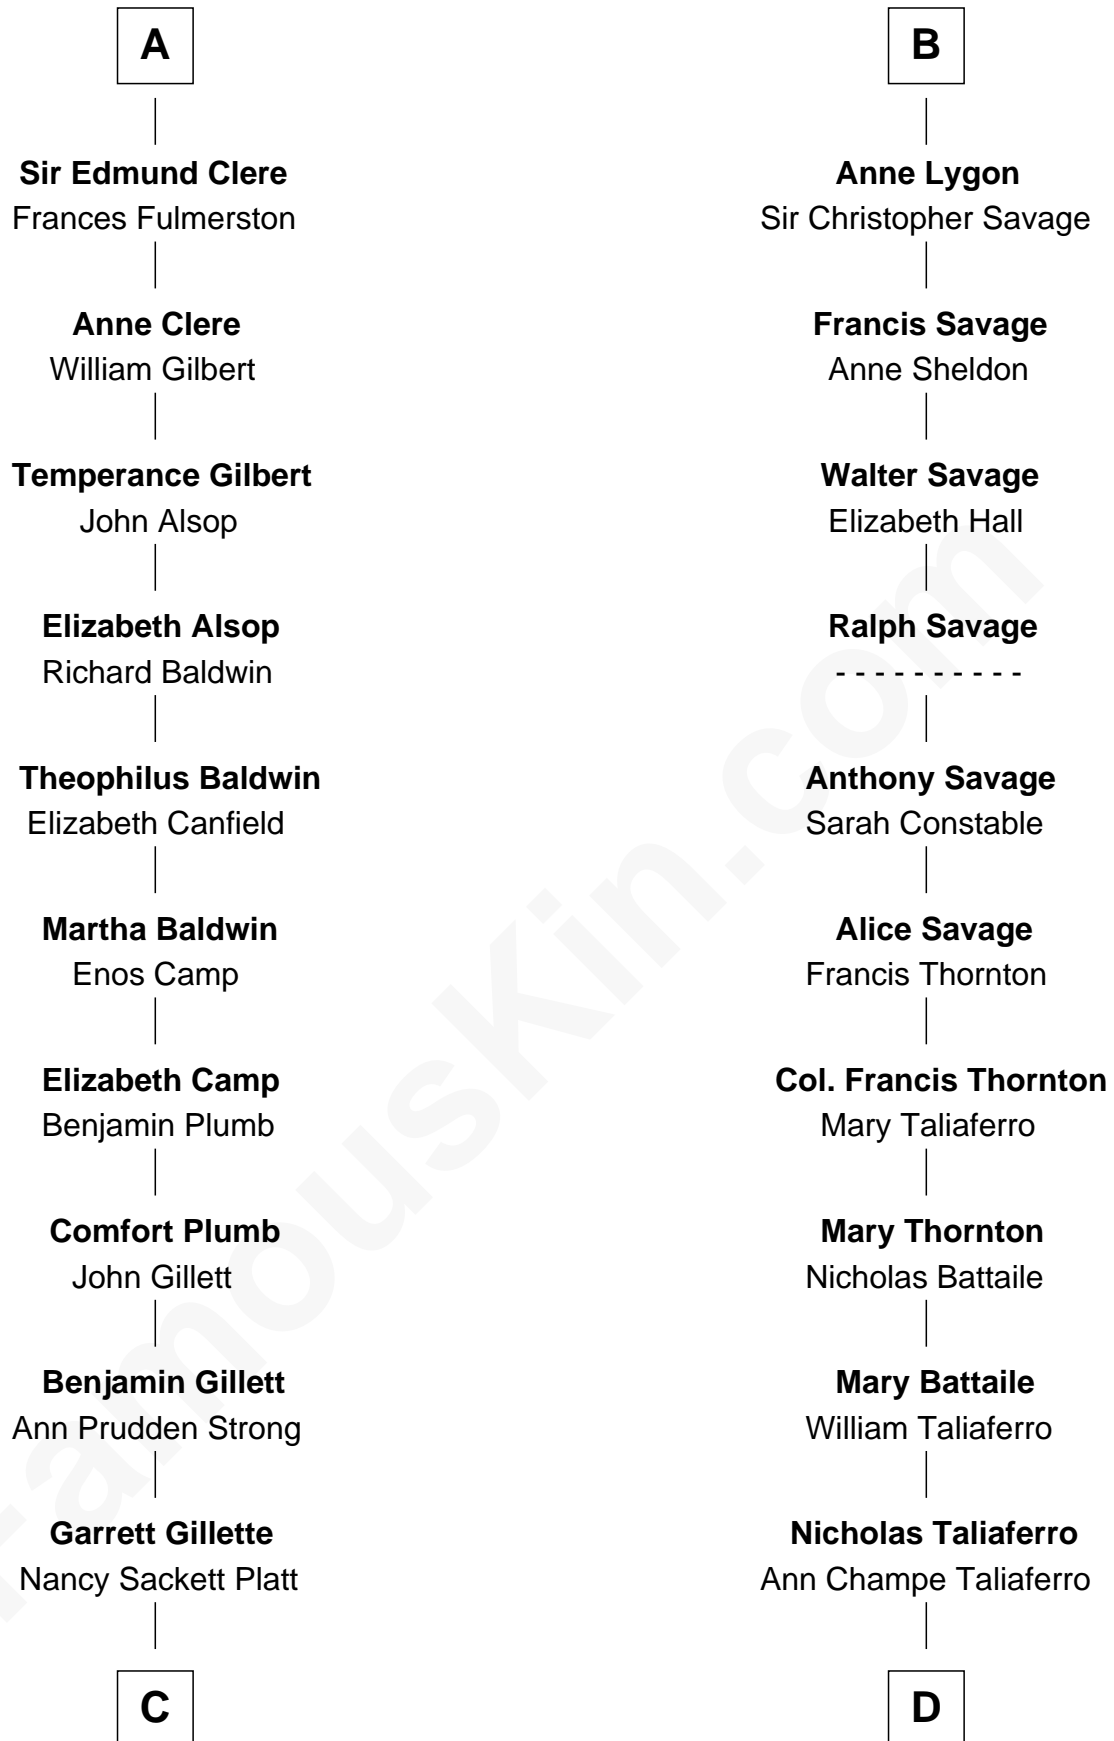 A
Sir Edmund Clere
Frances Fulmerston
Anne Clere
William Gilbert
Temperance Gilbert
John Alsop
Elizabeth Alsop
Richard Baldwin
Theophilus Baldwin
Elizabeth Canfield
Martha Baldwin
Enos Camp
Elizabeth Camp
Benjamin Plumb
Comfort Plumb
John Gillett
Benjamin Gillett
Ann Prudden Strong
Garrett Gillette
Nancy Sackett Platt
C
B
Anne Lygon
Sir Christopher Savage
Francis Savage
Anne Sheldon
Walter Savage
Elizabeth Hall
Ralph Savage
- - - - - - - - - -
Anthony Savage
Sarah Constable
Alice Savage
Francis Thornton
Col. Francis Thornton
Mary Taliaferro
Mary Thornton
Nicholas Battaile
Mary Battaile
William Taliaferro
Nicholas Taliaferro
Ann Champe Taliaferro
D
FamousKin.com